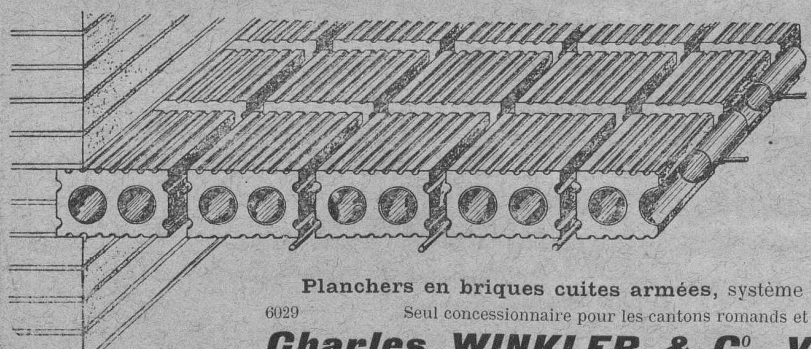 Planchers en briques cuites armées, système
6029 Seul concessionnaire pour les cantons romands et
Charles WINKLER & Cº